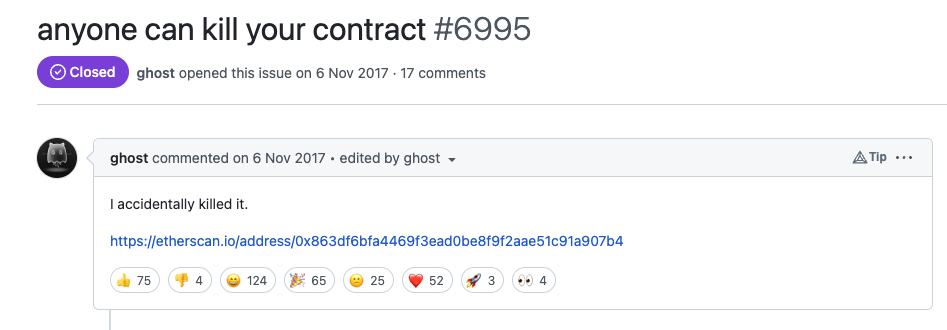 anyone can kill your contract #6995
Closed ghost opened this issue on 6 Nov 2017 · 17 comments
ghost commented on 6 Nov 2017 • edited by ghost Tip
I accidentally killed it.
https://etherscan.io/address/0x863df6bfa4469f3ead0be8f9f2aae51c91a907b4
75 4 124 65 25 52 3 4